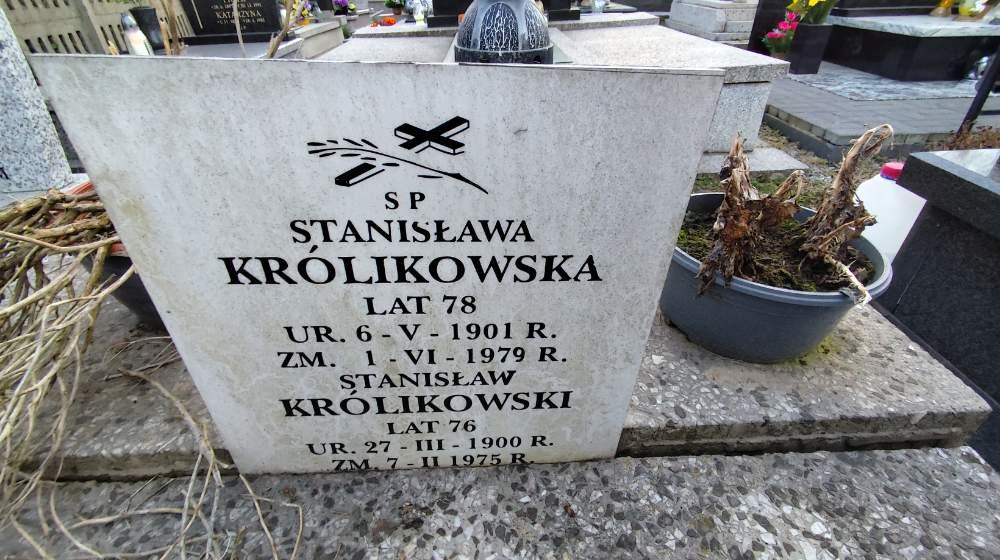 KATARZYNA
S P
STANISŁAWA
KRÓLIKOWSKA
LAT 78
UR. 6 - V - 1901 R.
ZM. 1 - VI - 1979 R.
STANISŁAW
KRÓLIKOWSKI
LAT 76
UR. 27 - III - 1900 R.
ZM. 7 - II 1975 R.